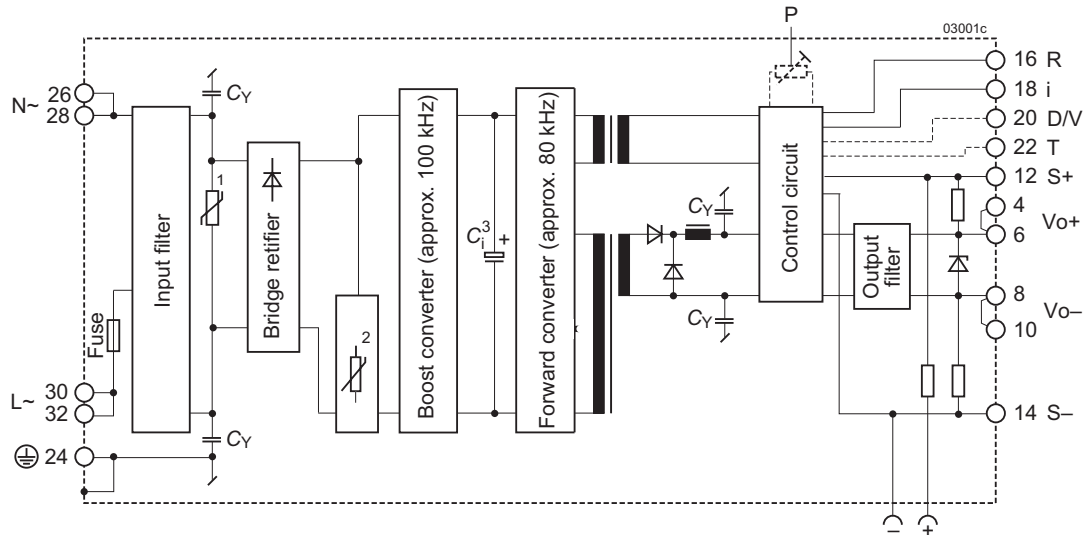 P
03001c
16 R
18 i
20 D/V
22 T
12 S+
4
Vo+
6
8
Vo–
10
14 S–
N~
26
28
CY
Input filter
1
Fuse
30
L~
32
24
CY
Bridge retifier
2
Boost converter (approx. 100 kHz)
Ci3
+
Forward converter (approx. 80 kHz)
CY
CY
Control circuit
Output
filter
–
+